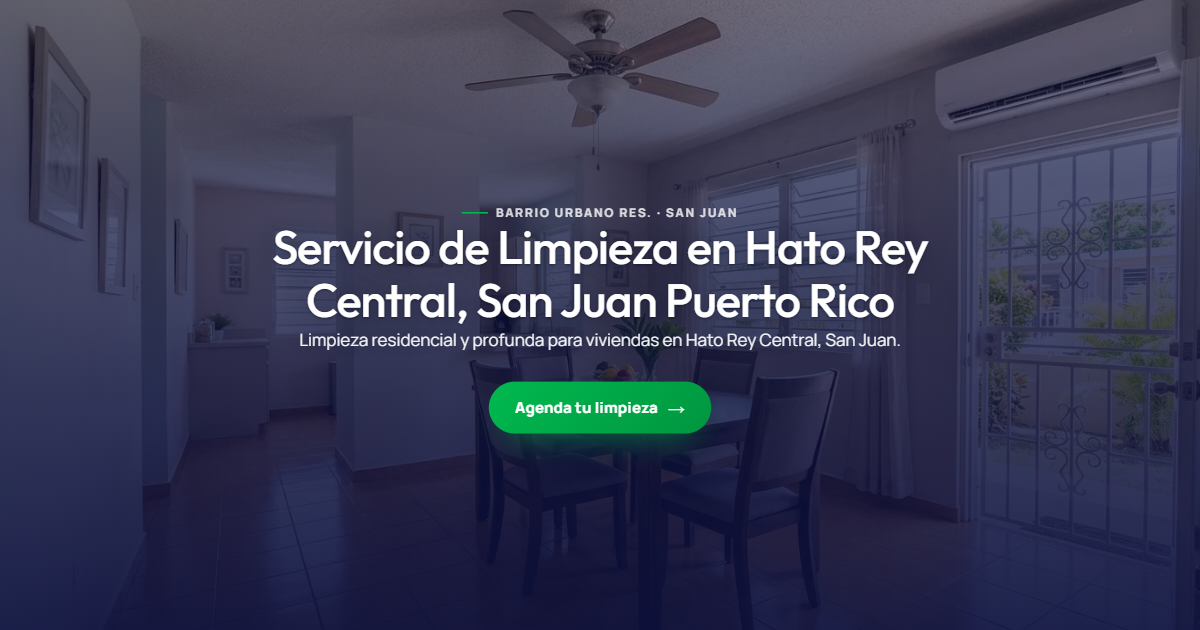 BARRIO URBANO RES. · SAN JUAN
Servicio de Limpieza en Hato Rey
Central, San Juan Puerto Rico
Limpieza residencial y profunda para viviendas en Hato Rey Central, San Juan.
Agenda tu limpieza →